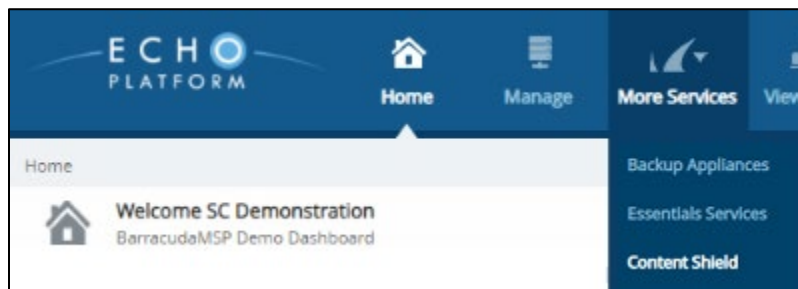 ECHO
PLATFORM
Home
Manage
More Services
View
Home
Welcome SC Demonstration
BarracudaMSP Demo Dashboard
Backup Appliances
Essentials Services
Content Shield